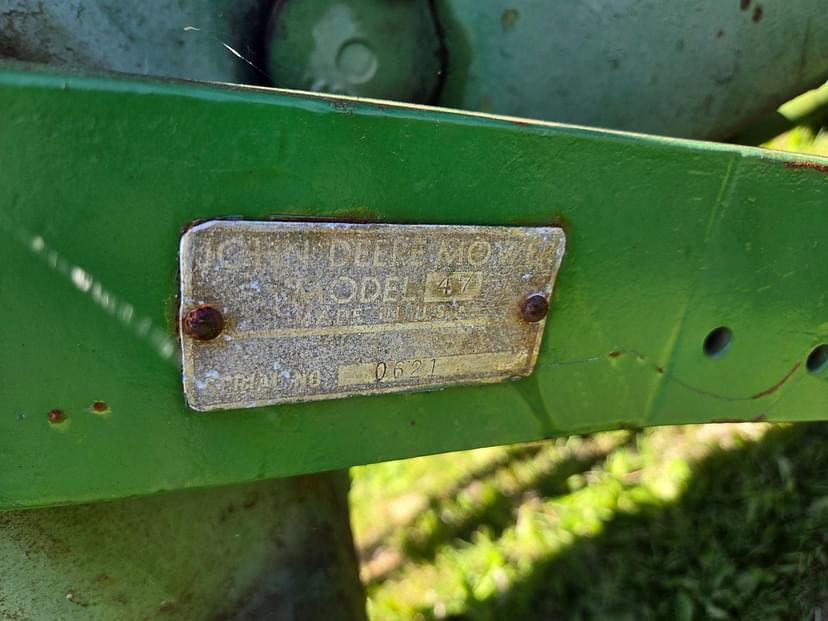 JOHN DEERE MOWER
MODEL 47
MADE IN U.S.A.
SERIAL NO. 0621